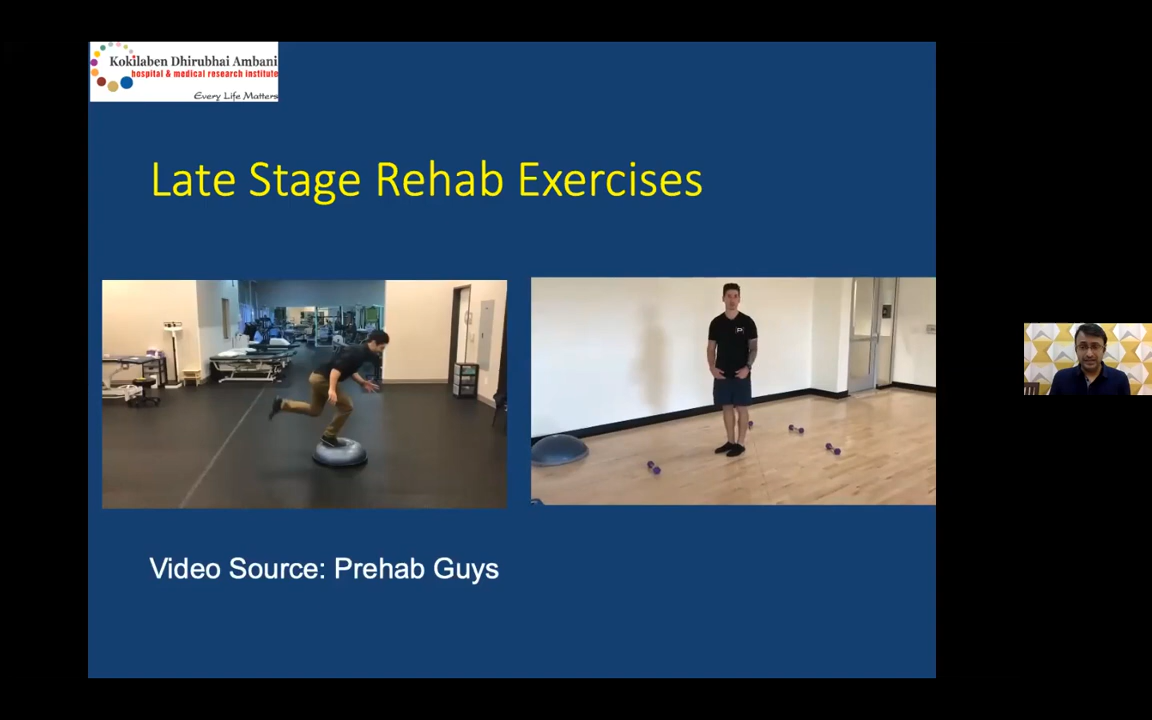 Kokilaben Dhirubhai Ambani
hospital & medical research institute
Every Life Matters
Late Stage Rehab Exercises
Video Source: Prehab Guys